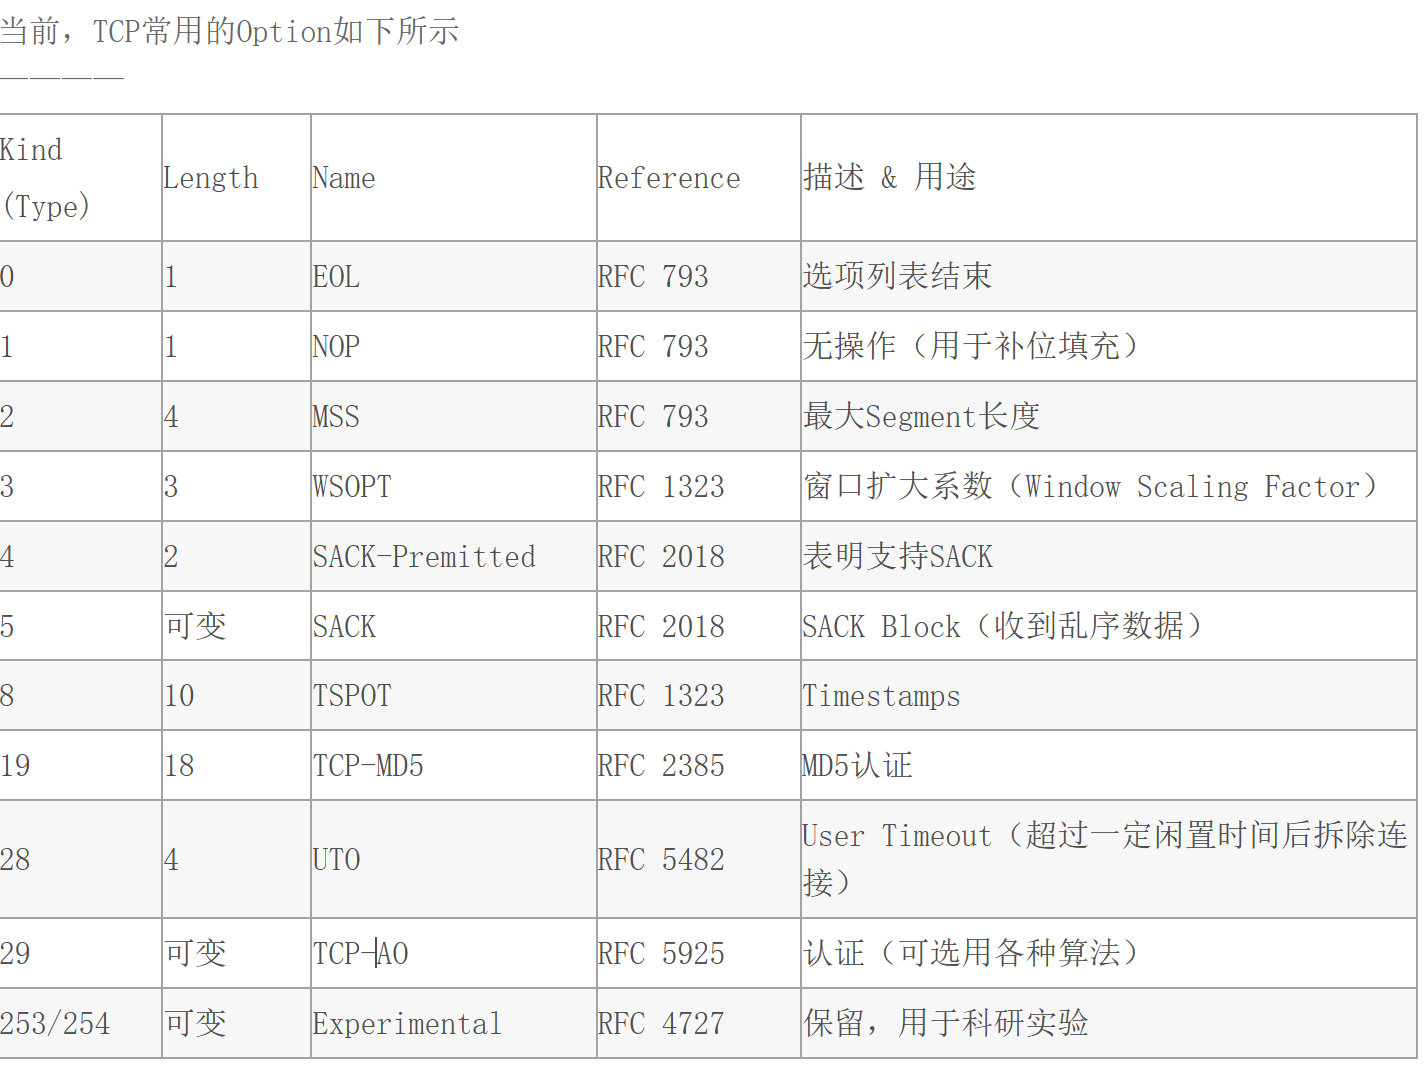 当前，TCP常用的Option如下所示
————
Kind
(Type)
Length
Name
Reference
描述 & 用途
0 1 EOL RFC 793 选项列表结束
1 1 NOP RFC 793 无操作（用于补位填充）
2 4 MSS RFC 793 最大Segment长度
3 3 WSOPT RFC 1323 窗口扩大系数（Window Scaling Factor）
4 2 SACK-Premitted RFC 2018 表明支持SACK
5 可变 SACK RFC 2018 SACK Block（收到乱序数据）
8 10 TSPOT RFC 1323 Timestamps
19 18 TCP-MD5 RFC 2385 MD5认证
28 4 UTO RFC 5482 User Timeout（超过一定闲置时间后拆除连
接）
29 可变 TCP-AO RFC 5925 认证（可选用各种算法）
253/254 可变 Experimental RFC 4727 保留，用于科研实验